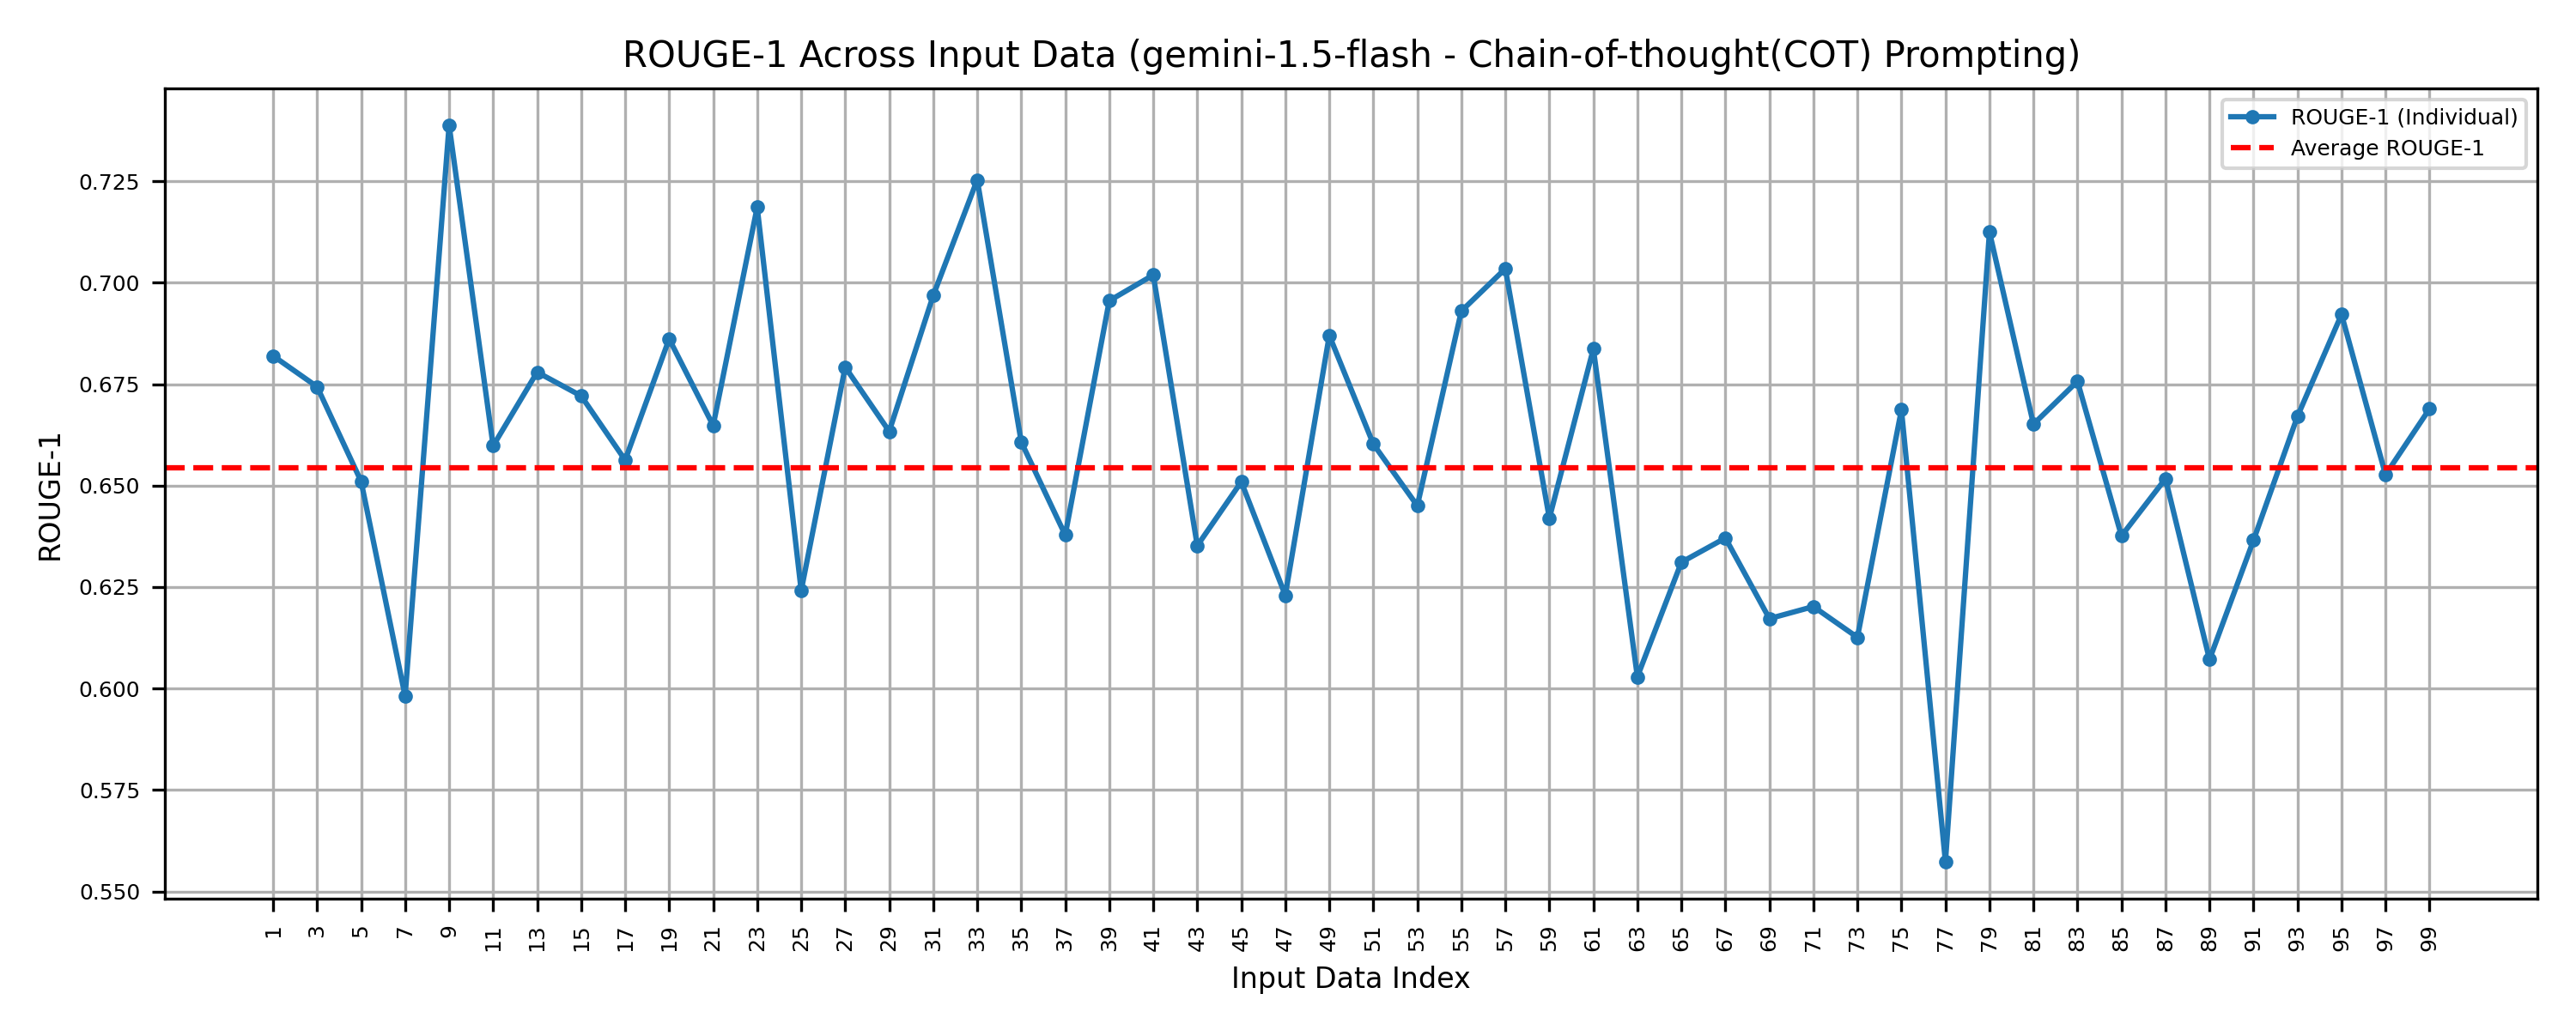 ROUGE-1 Across Input Data (gemini-1.5-flash - Chain-of-thought(COT) Prompting)
ROUGE-1 (Individual)
Average ROUGE-1
ROUGE-1
0.725
0.700
0.675
0.650
0.625
0.600
0.575
0.550
1 3 5 7 9 11 13 15 17 19 21 23 25 27 29 31 33 35 37 39 41 43 45 47 49 51 53 55 57 59 61 63 65 67 69 71 73 75 77 79 81 83 85 87 89 91 93 95 97 99
Input Data Index